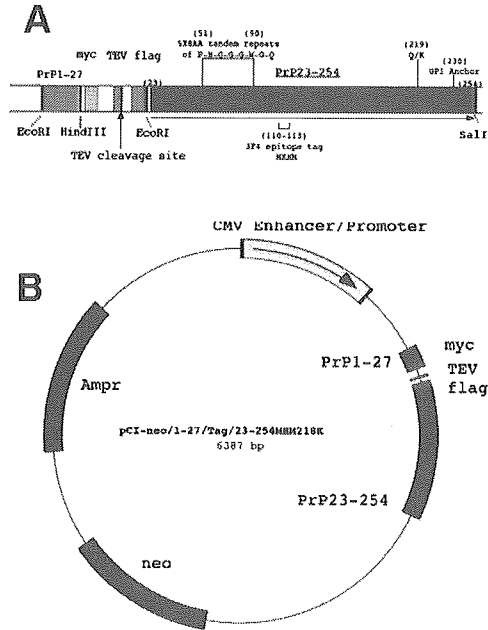 A
(51) (90)
5X8AA tandem repeats
of P-H-G-G-G-W-G-Q
(219)
Q/K
(230)
GPI Anchor
myc TEV flag
PrP1-27
(23)
PrP23-254
(254)
EcoRI
HindIII
EcoRI
SalI
TEV cleavage site
(110-113)
3F4 epitope tag
MKHM
B
CMV Enhancer/Promoter
PrP1-27
myc
TEV
flag
Ampr
pCI-neo/1-27/Tag/23-254MHM218K
6387 bp
PrP23-254
neo